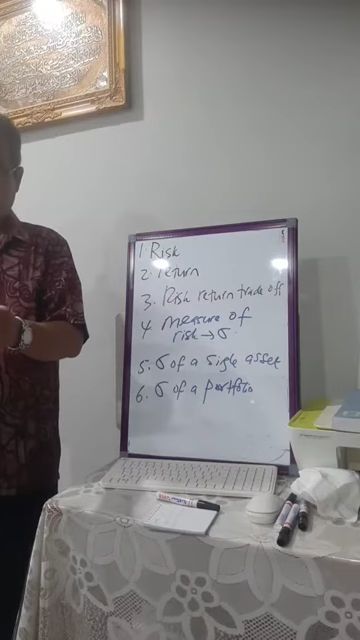 1. Risk
2. return
3. Risk return trade off
4. measure of
risk → σ
5. σ of a single asset
6. σ of a portfolio